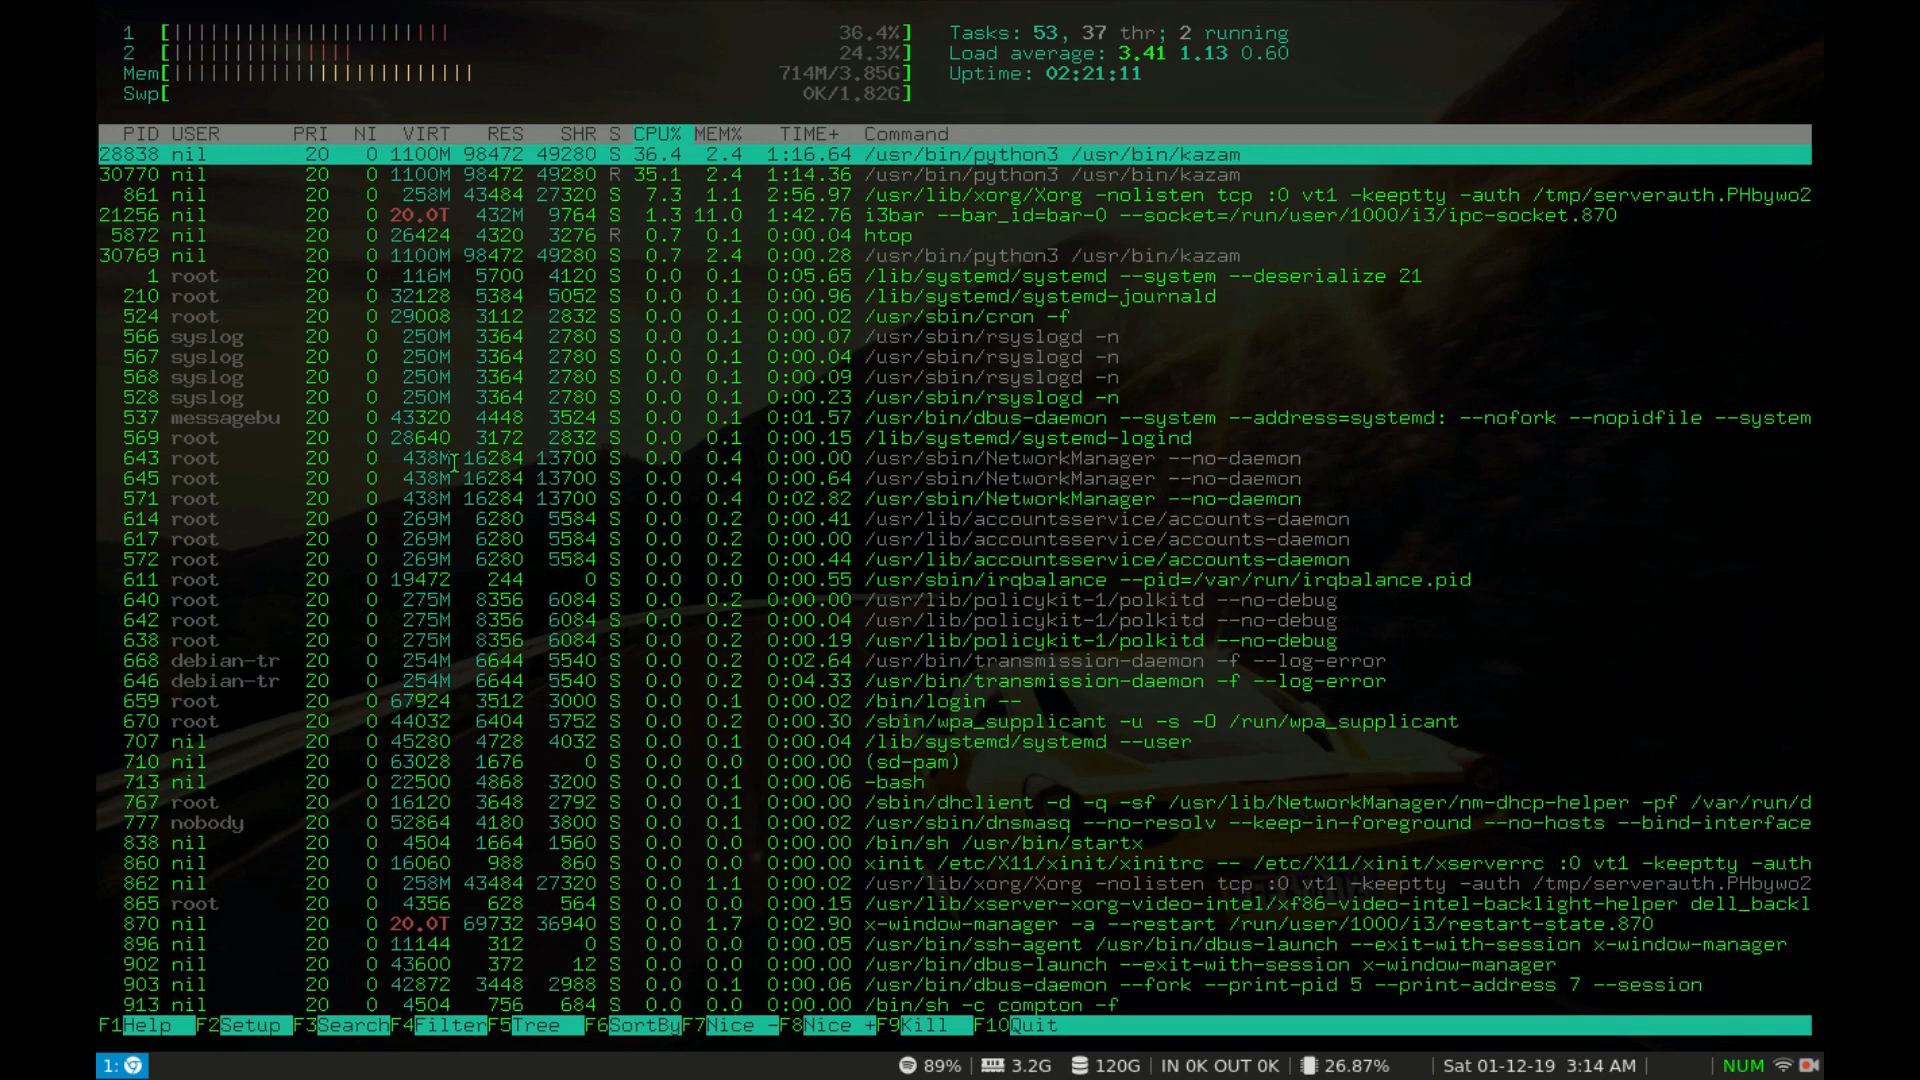 1 [|||||||||||||||||||||||| 36.4%] Tasks: 53, 37 thr; 2 running
2 [|||||||||||||||| 24.3%] Load average: 3.41 1.13 0.60
Mem[||||||||||||||||||||||||||| 714M/3.85G] Uptime: 02:21:11
Swp[ 0K/1.82G]
PID USER PRI NI VIRT RES SHR S CPU% MEM% TIME+ Command
28838 nil 20 0 1100M 98472 49280 S 36.4 2.4 1:16.64 /usr/bin/python3 /usr/bin/kazam
30770 nil 20 0 1100M 98472 49280 R 35.1 2.4 1:14.36 /usr/bin/python3 /usr/bin/kazam
861 nil 20 0 258M 43484 27320 S 7.3 1.1 2:56.97 /usr/lib/xorg/Xorg -nolisten tcp :0 vt1 -keeptty -auth /tmp/serverauth.PHbywo2
21256 nil 20 0 20.0T 432M 9764 S 1.3 11.0 1:42.76 i3bar --bar_id=bar-0 --socket=/run/user/1000/i3/ipc-socket.870
5872 nil 20 0 26424 4320 3276 R 0.7 0.1 0:00.04 htop
30769 nil 20 0 1100M 98472 49280 S 0.7 2.4 0:00.28 /usr/bin/python3 /usr/bin/kazam
1 root 20 0 116M 5700 4120 S 0.0 0.1 0:05.65 /lib/systemd/systemd --system --deserialize 21
210 root 20 0 32128 5384 5052 S 0.0 0.1 0:00.96 /lib/systemd/systemd-journald
524 root 20 0 29008 3112 2832 S 0.0 0.1 0:00.02 /usr/sbin/cron -f
566 syslog 20 0 250M 3364 2780 S 0.0 0.1 0:00.07 /usr/sbin/rsyslogd -n
567 syslog 20 0 250M 3364 2780 S 0.0 0.1 0:00.04 /usr/sbin/rsyslogd -n
568 syslog 20 0 250M 3364 2780 S 0.0 0.1 0:00.09 /usr/sbin/rsyslogd -n
528 syslog 20 0 250M 3364 2780 S 0.0 0.1 0:00.23 /usr/sbin/rsyslogd -n
537 messagebu 20 0 43320 4448 3524 S 0.0 0.1 0:01.57 /usr/bin/dbus-daemon --system --address=systemd: --nofork --nopidfile --system
569 root 20 0 28640 3172 2832 S 0.0 0.1 0:00.15 /lib/systemd/systemd-logind
643 root 20 0 438M 16284 13700 S 0.0 0.4 0:00.00 /usr/sbin/NetworkManager --no-daemon
645 root 20 0 438M 16284 13700 S 0.0 0.4 0:00.64 /usr/sbin/NetworkManager --no-daemon
571 root 20 0 438M 16284 13700 S 0.0 0.4 0:02.82 /usr/sbin/NetworkManager --no-daemon
614 root 20 0 269M 6280 5584 S 0.0 0.2 0:00.41 /usr/lib/accountsservice/accounts-daemon
617 root 20 0 269M 6280 5584 S 0.0 0.2 0:00.00 /usr/lib/accountsservice/accounts-daemon
572 root 20 0 269M 6280 5584 S 0.0 0.2 0:00.44 /usr/lib/accountsservice/accounts-daemon
611 root 20 0 19472 244 0 S 0.0 0.0 0:00.55 /usr/sbin/irqbalance --pid=/var/run/irqbalance.pid
640 root 20 0 275M 8356 6084 S 0.0 0.2 0:00.00 /usr/lib/policykit-1/polkitd --no-debug
642 root 20 0 275M 8356 6084 S 0.0 0.2 0:00.04 /usr/lib/policykit-1/polkitd --no-debug
638 root 20 0 275M 8356 6084 S 0.0 0.2 0:00.19 /usr/lib/policykit-1/polkitd --no-debug
668 debian-tr 20 0 254M 6644 5540 S 0.0 0.2 0:02.64 /usr/bin/transmission-daemon -f --log-error
646 debian-tr 20 0 254M 6644 5540 S 0.0 0.2 0:04.33 /usr/bin/transmission-daemon -f --log-error
659 root 20 0 67924 3512 3000 S 0.0 0.1 0:00.02 /bin/login --
670 root 20 0 44032 6404 5752 S 0.0 0.2 0:00.30 /sbin/wpa_supplicant -u -s -O /run/wpa_supplicant
707 nil 20 0 45280 4728 4032 S 0.0 0.1 0:00.04 /lib/systemd/systemd --user
710 nil 20 0 63028 1676 0 S 0.0 0.0 0:00.00 (sd-pam)
713 nil 20 0 22500 4868 3200 S 0.0 0.1 0:00.06 -bash
767 root 20 0 16120 3648 2792 S 0.0 0.1 0:00.00 /sbin/dhclient -d -q -sf /usr/lib/NetworkManager/nm-dhcp-helper -pf /var/run/d
777 nobody 20 0 52864 4180 3800 S 0.0 0.1 0:00.02 /usr/sbin/dnsmasq --no-resolv --keep-in-foreground --no-hosts --bind-interface
838 nil 20 0 4504 1664 1560 S 0.0 0.0 0:00.00 /bin/sh /usr/bin/startx
860 nil 20 0 16060 988 860 S 0.0 0.0 0:00.00 xinit /etc/X11/xinit/xinitrc -- /etc/X11/xinit/xserverrc :0 vt1 -keeptty -auth
862 nil 20 0 258M 43484 27320 S 0.0 1.1 0:00.02 /usr/lib/xorg/Xorg -nolisten tcp :0 vt1 -keeptty -auth /tmp/serverauth.PHbywo2
865 root 20 0 4356 628 564 S 0.0 0.0 0:00.15 /usr/lib/xserver-xorg-video-intel/xf86-video-intel-backlight-helper dell_backl
870 nil 20 0 20.0T 69732 36940 S 0.0 1.7 0:02.90 x-window-manager -a --restart /run/user/1000/i3/restart-state.870
896 nil 20 0 11144 312 0 S 0.0 0.0 0:00.05 /usr/bin/ssh-agent /usr/bin/dbus-launch --exit-with-session x-window-manager
902 nil 20 0 43600 372 12 S 0.0 0.0 0:00.00 /usr/bin/dbus-launch --exit-with-session x-window-manager
903 nil 20 0 42872 3448 2988 S 0.0 0.1 0:00.06 /usr/bin/dbus-daemon --fork --print-pid 5 --print-address 7 --session
913 nil 20 0 4504 756 684 S 0.0 0.0 0:00.00 /bin/sh -c compton -f
F1Help F2Setup F3SearchF4FilterF5Tree F6SortByF7Nice -F8Nice +F9Kill F10Quit
1: 89% | 3.2G | 120G | IN 0K OUT 0K | 26.87% | Sat 01-12-19 3:14 AM | | NUM